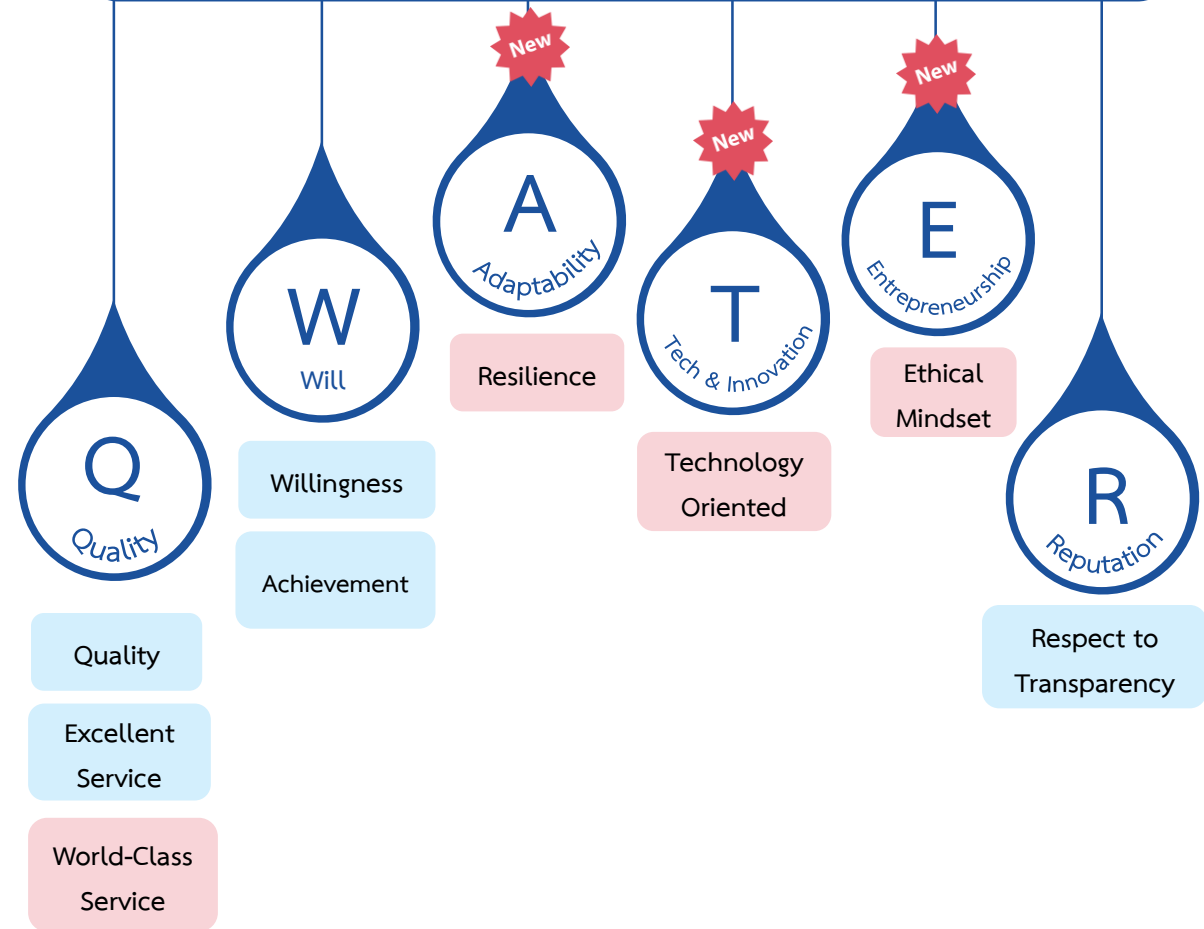 Q
Quality
Quality
Excellent
Service
World-Class
Service
W
Will
Willingness
Achievement
New
A
Adaptability
Resilience
New
T
Tech & Innovation
Technology
Oriented
New
E
Entrepreneurship
Ethical
Mindset
R
Reputation
Respect to
Transparency